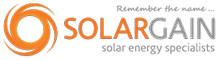 Remember the name ...
SOLARGAIN
solar energy specialists